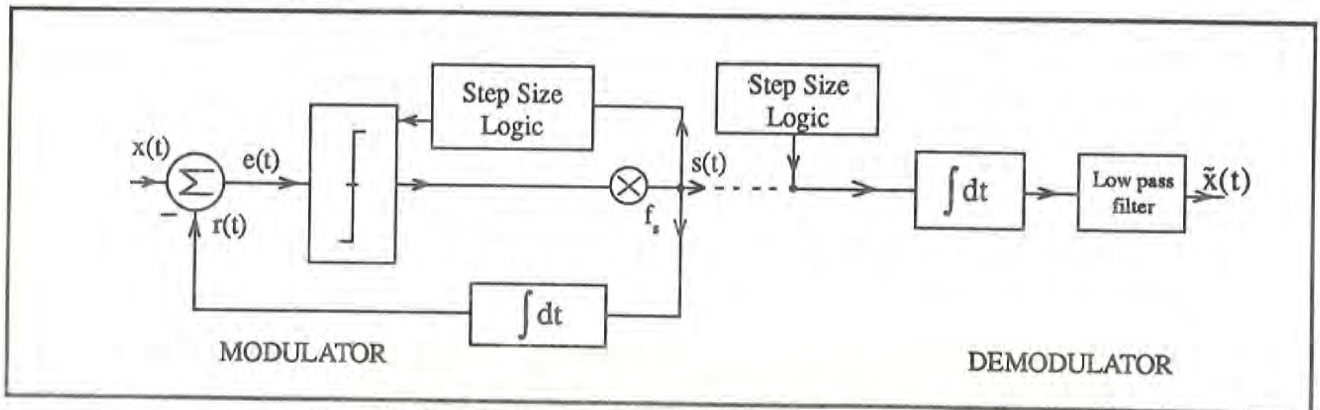 Step Size
Logic
Step Size
Logic
x(t)
Σ
e(t)
s(t)
∫dt
Low pass
filter
x̃(t)
−
r(t)
f_s
∫dt
MODULATOR
DEMODULATOR